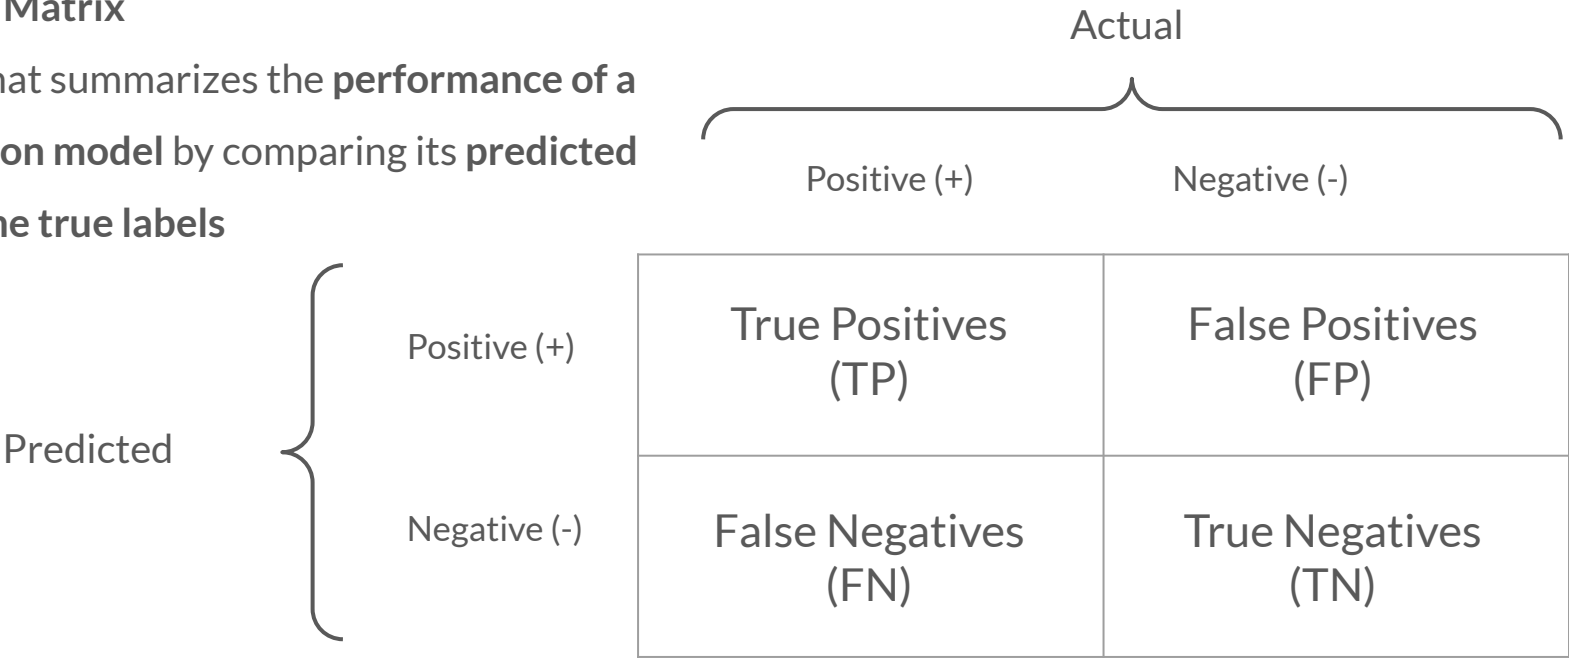 Matrix
hat summarizes the performance of a
on model by comparing its predicted
he true labels
Actual
Positive (+) Negative (-)
Predicted
Positive (+)
True Positives
(TP)
False Positives
(FP)
Negative (-)
False Negatives
(FN)
True Negatives
(TN)